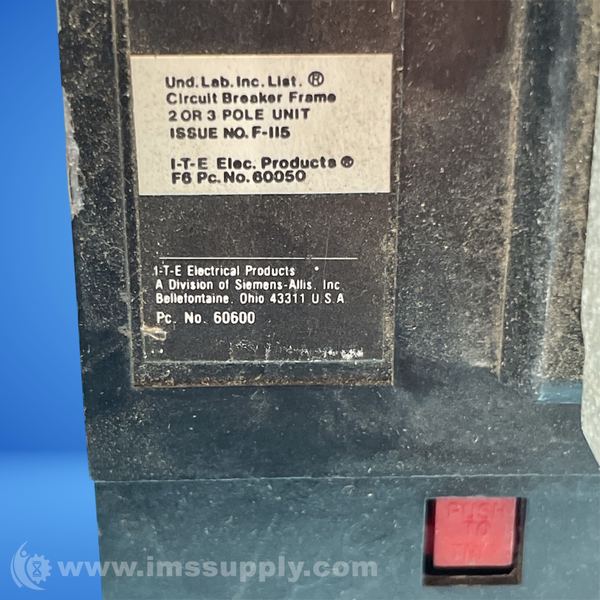 Und. Lab. Inc. List. ®
Circuit Breaker Frame
2 OR 3 POLE UNIT
ISSUE NO. F-115
I-T-E Elec. Products ®
F6 Pc. No. 60050
I-T-E Electrical Products
A Division of Siemens-Allis, Inc
Bellefontaine, Ohio 43311 U S A
Pc. No. 60600
PUSH
TO
www.imssupply.com